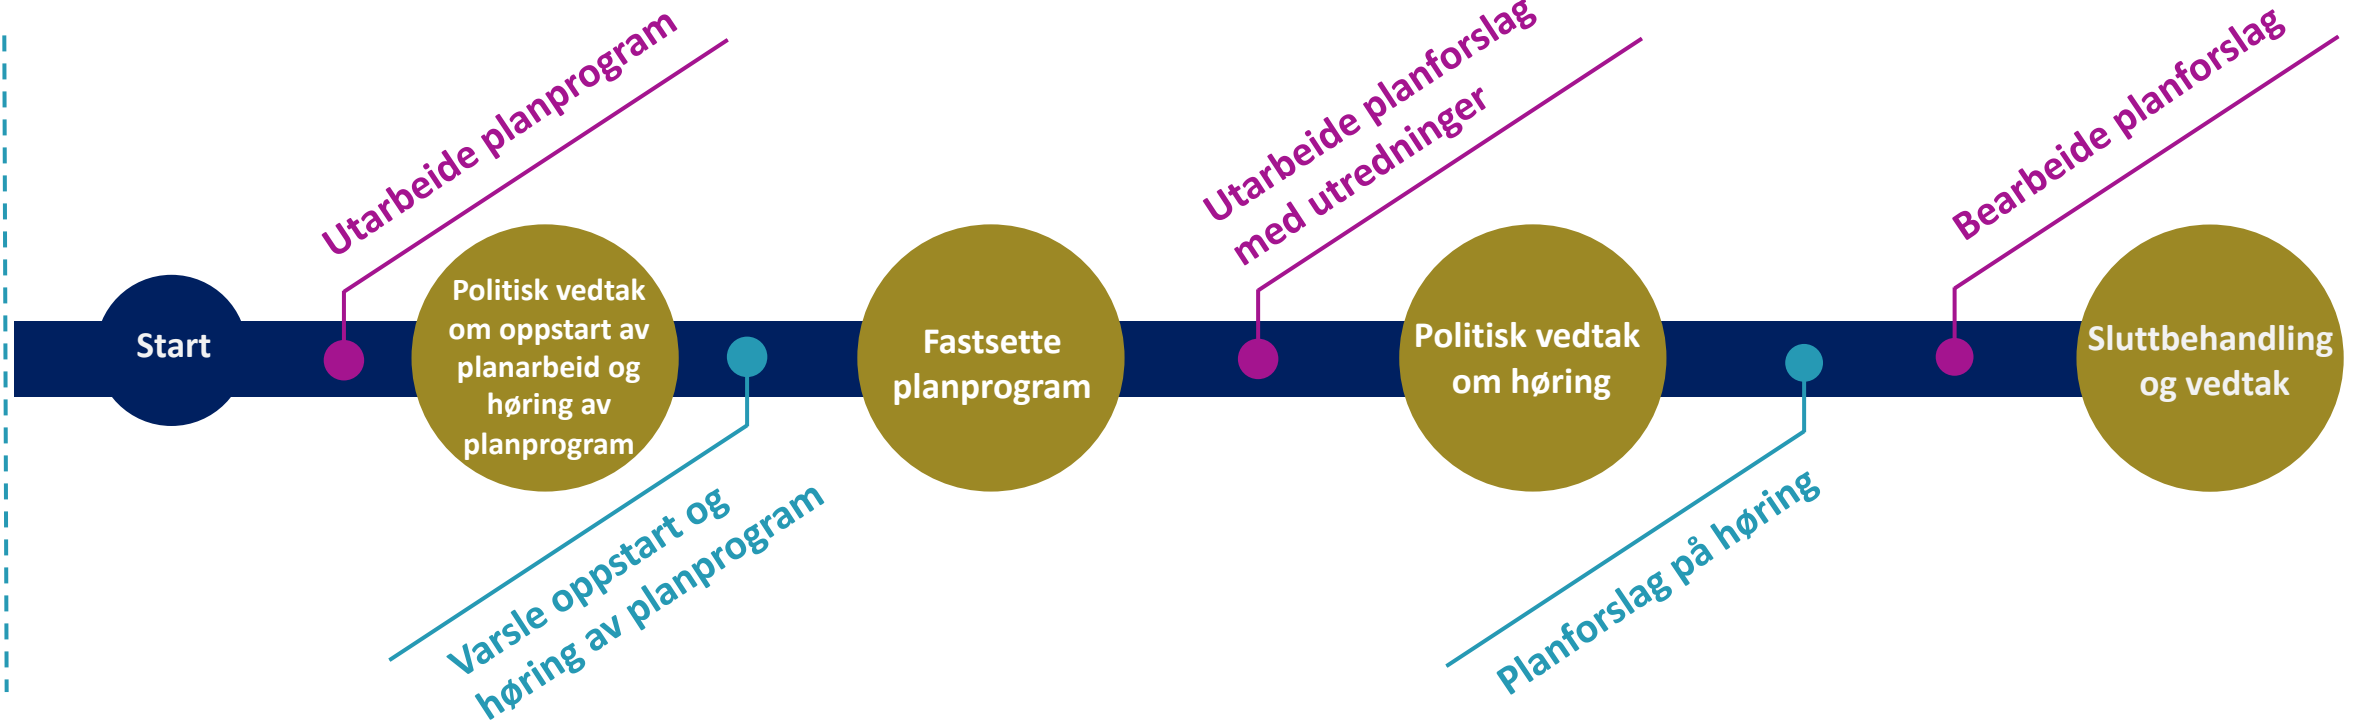 Start
Utarbeide planprogram
Politisk vedtak
om oppstart av
planarbeid og
høring av
planprogram
Varsle oppstart og
høring av planprogram
Fastsette
planprogram
Utarbeide planforslag
med utredninger
Politisk vedtak
om høring
Planforslag på høring
Bearbeide planforslag
Sluttbehandling
og vedtak